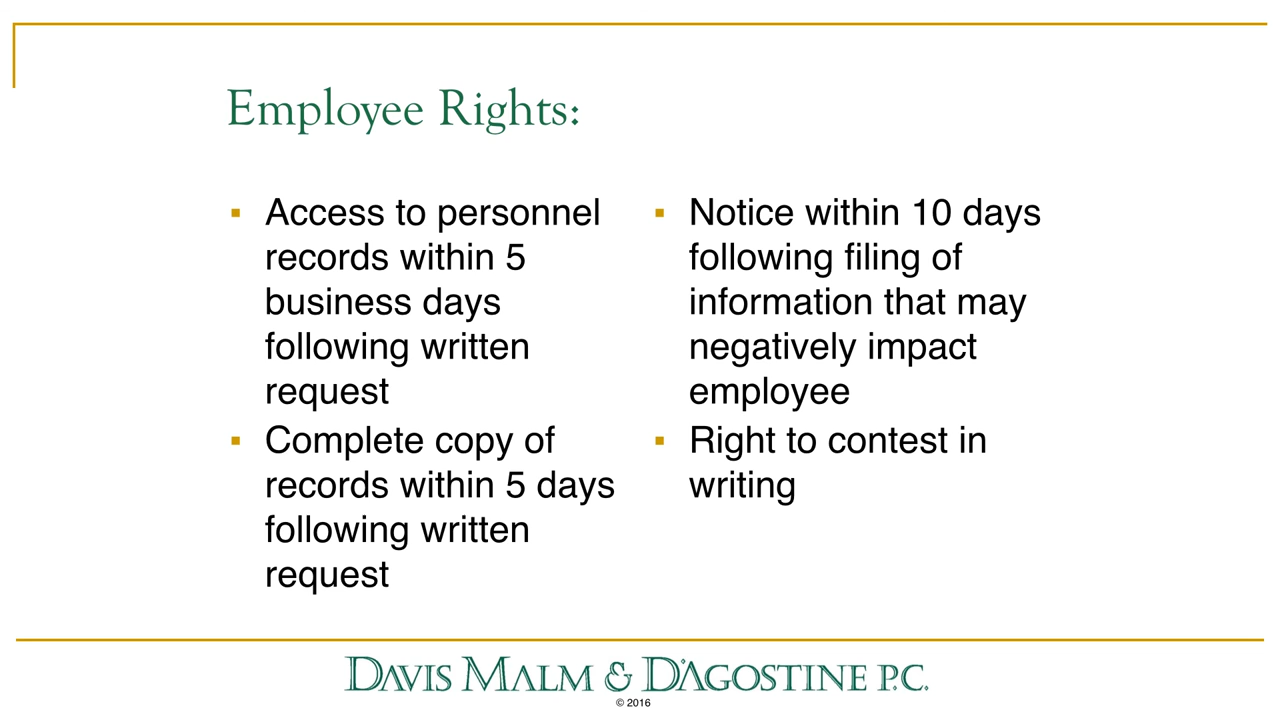 Employee Rights:
▪ Access to personnel
records within 5
business days
following written
request
▪ Complete copy of
records within 5 days
following written
request
▪ Notice within 10 days
following filing of
information that may
negatively impact
employee
▪ Right to contest in
writing
DAVIS MALM & D'AGOSTINE P.C.
© 2016